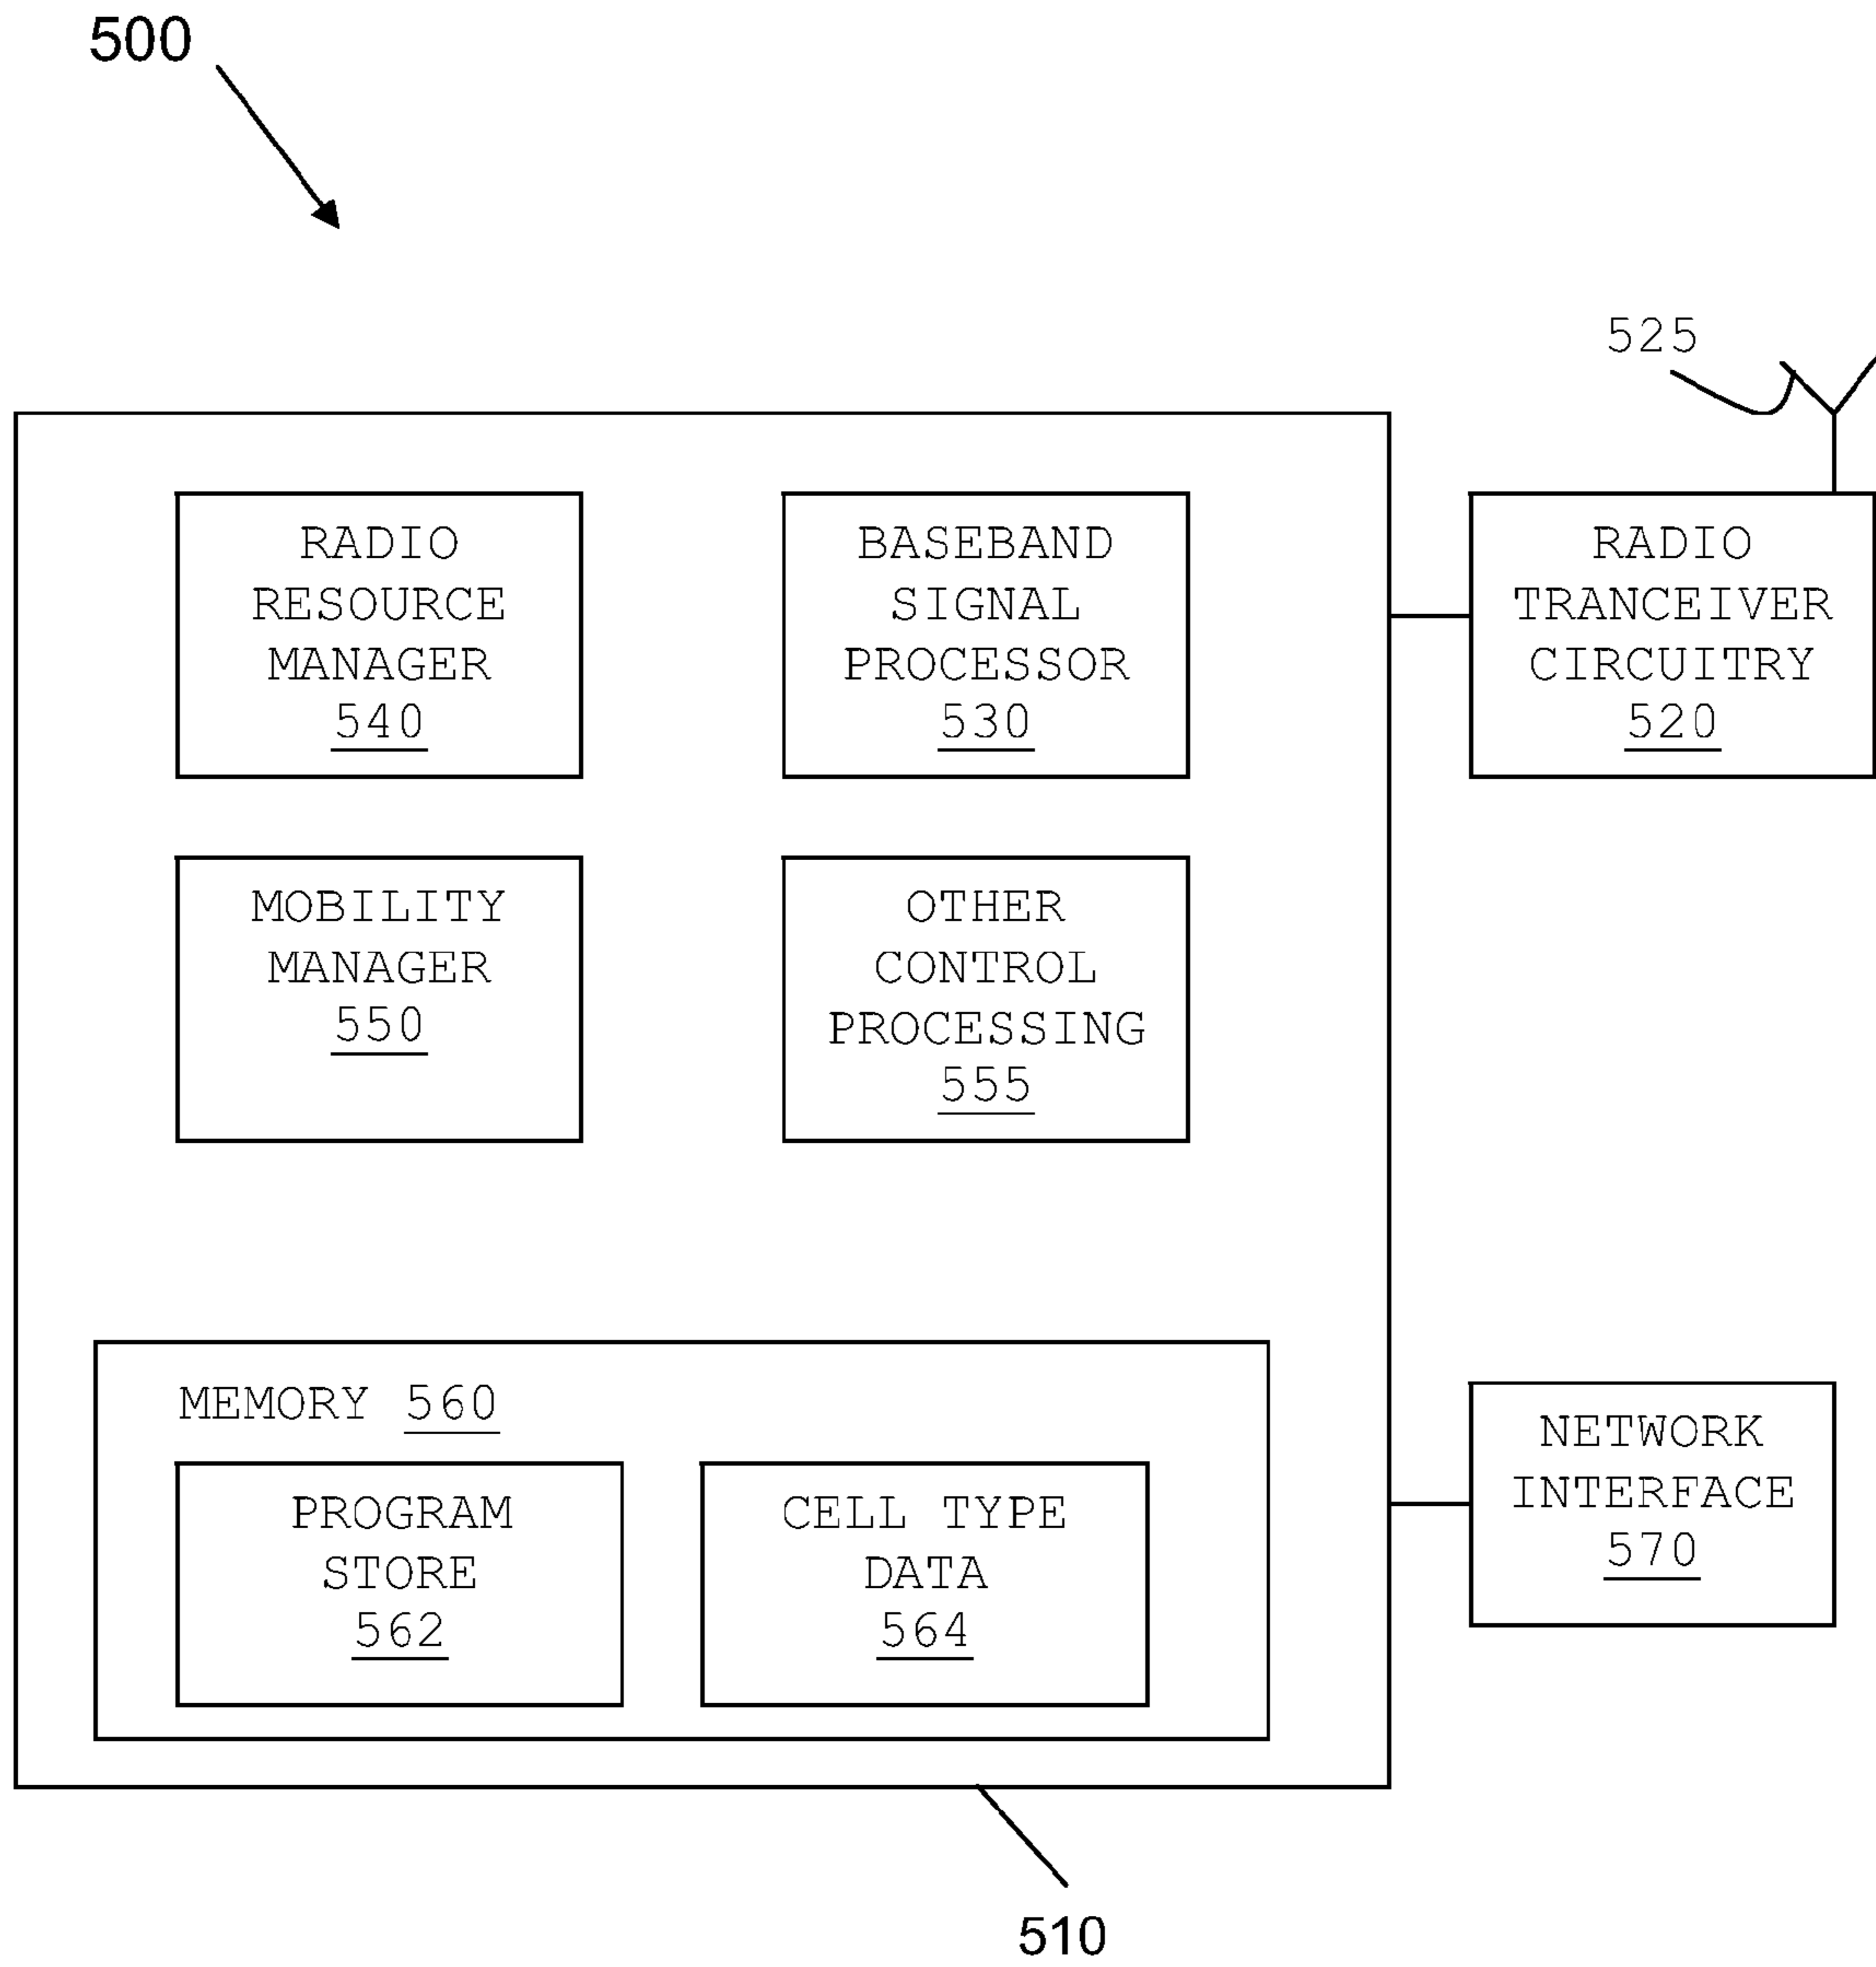 500
525
RADIO
RESOURCE
MANAGER
540
BASEBAND
SIGNAL
PROCESSOR
530
RADIO
TRANCEIVER
CIRCUITRY
520
MOBILITY
MANAGER
550
OTHER
CONTROL
PROCESSING
555
MEMORY 560
PROGRAM
STORE
562
CELL TYPE
DATA
564
NETWORK
INTERFACE
570
510